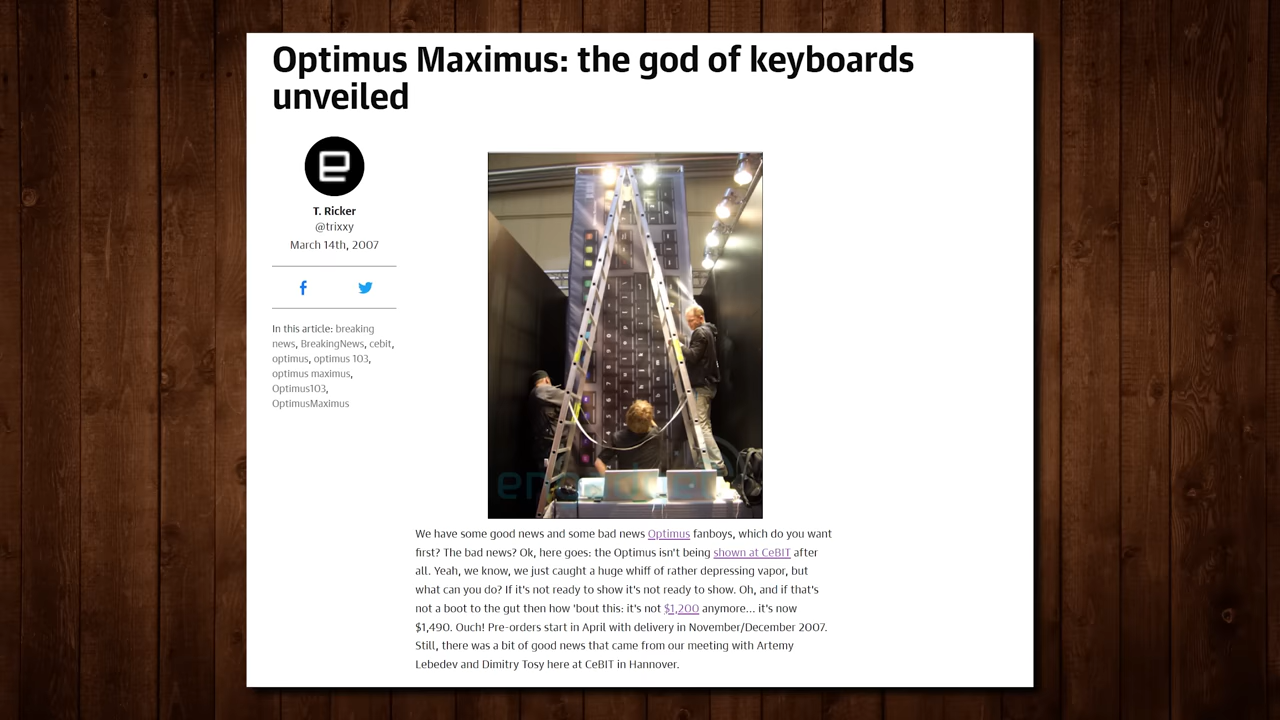 Optimus Maximus: the god of keyboards
unveiled
T. Ricker
@trixxy
March 14th, 2007
In this article: breaking
news, BreakingNews, cebit,
optimus, optimus 103,
optimus maximus,
Optimus103,
OptimusMaximus
We have some good news and some bad news Optimus fanboys, which do you want
first? The bad news? Ok, here goes: the Optimus isn't being shown at CeBIT after
all. Yeah, we know, we just caught a huge whiff of rather depressing vapor, but
what can you do? If it's not ready to show it's not ready to show. Oh, and if that's
not a boot to the gut then how 'bout this: it's not $1,200 anymore... it's now
$1,490. Ouch! Pre-orders start in April with delivery in November/December 2007.
Still, there was a bit of good news that came from our meeting with Artemy
Lebedev and Dimitry Tosy here at CeBIT in Hannover.